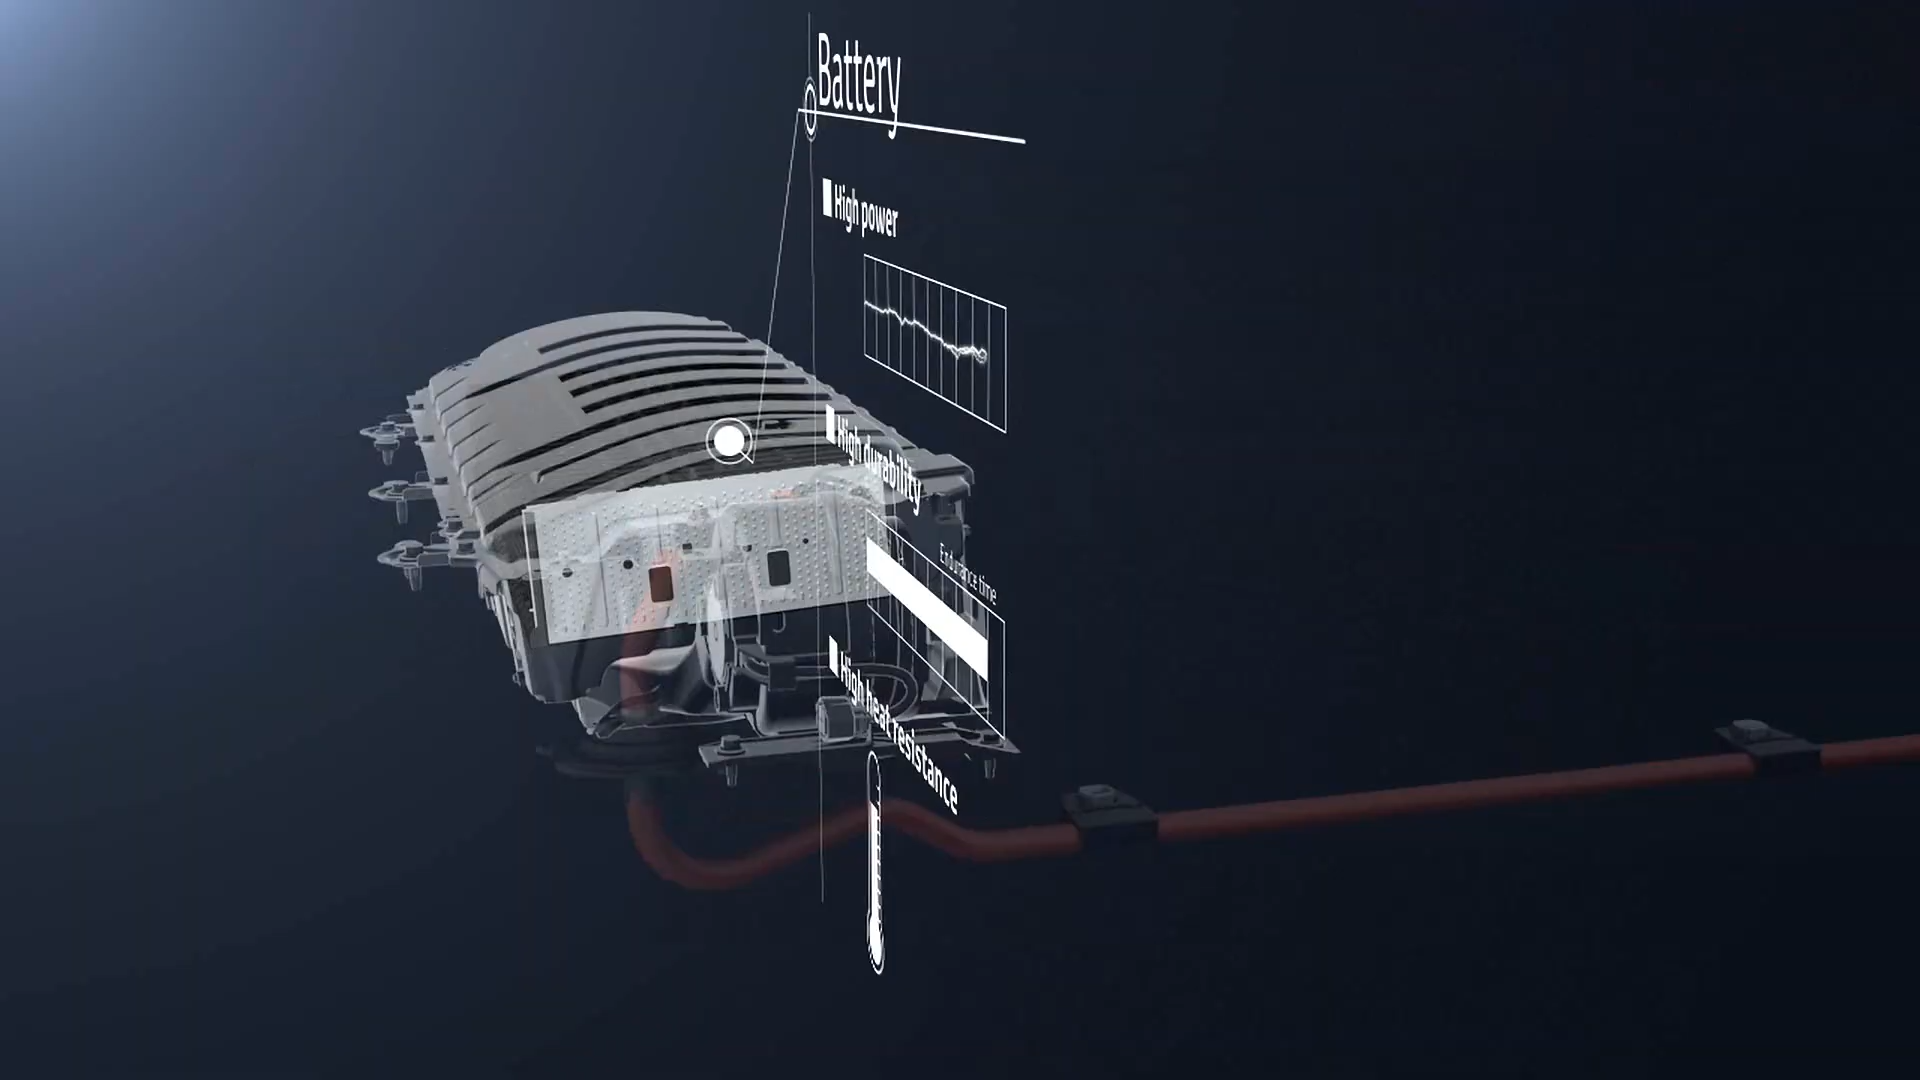 Battery
High power
High durability
Endurance time
High heat resistance